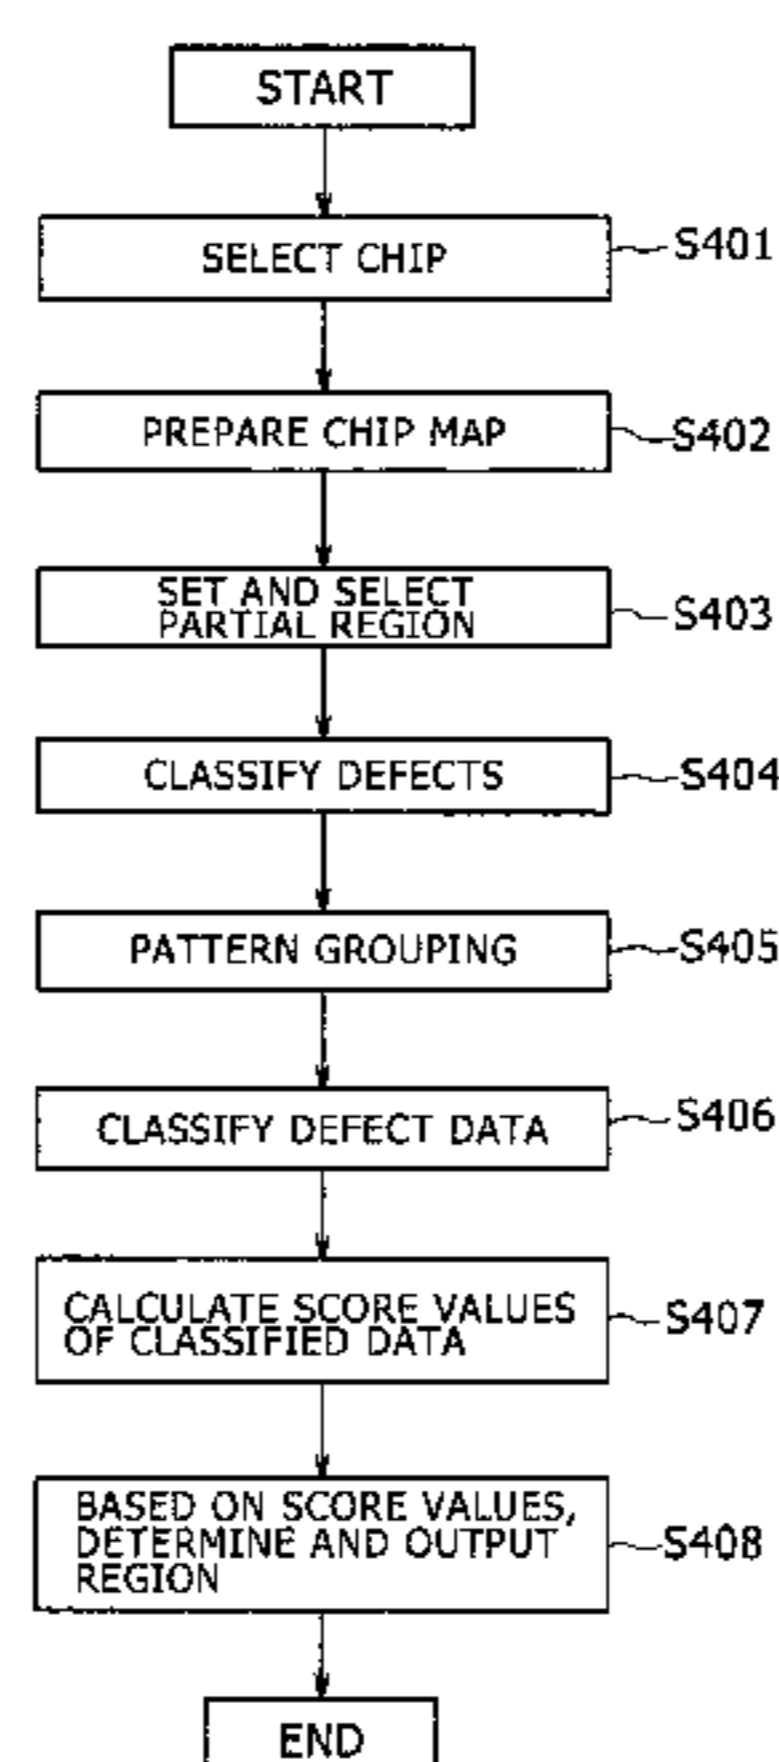 START
SELECT CHIP
S401
PREPARE CHIP MAP
S402
SET AND SELECT
PARTIAL REGION
S403
CLASSIFY DEFECTS
S404
PATTERN GROUPING
S405
CLASSIFY DEFECT DATA
S406
CALCULATE SCORE VALUES
OF CLASSIFIED DATA
S407
BASED ON SCORE VALUES,
DETERMINE AND OUTPUT
REGION
S408
END